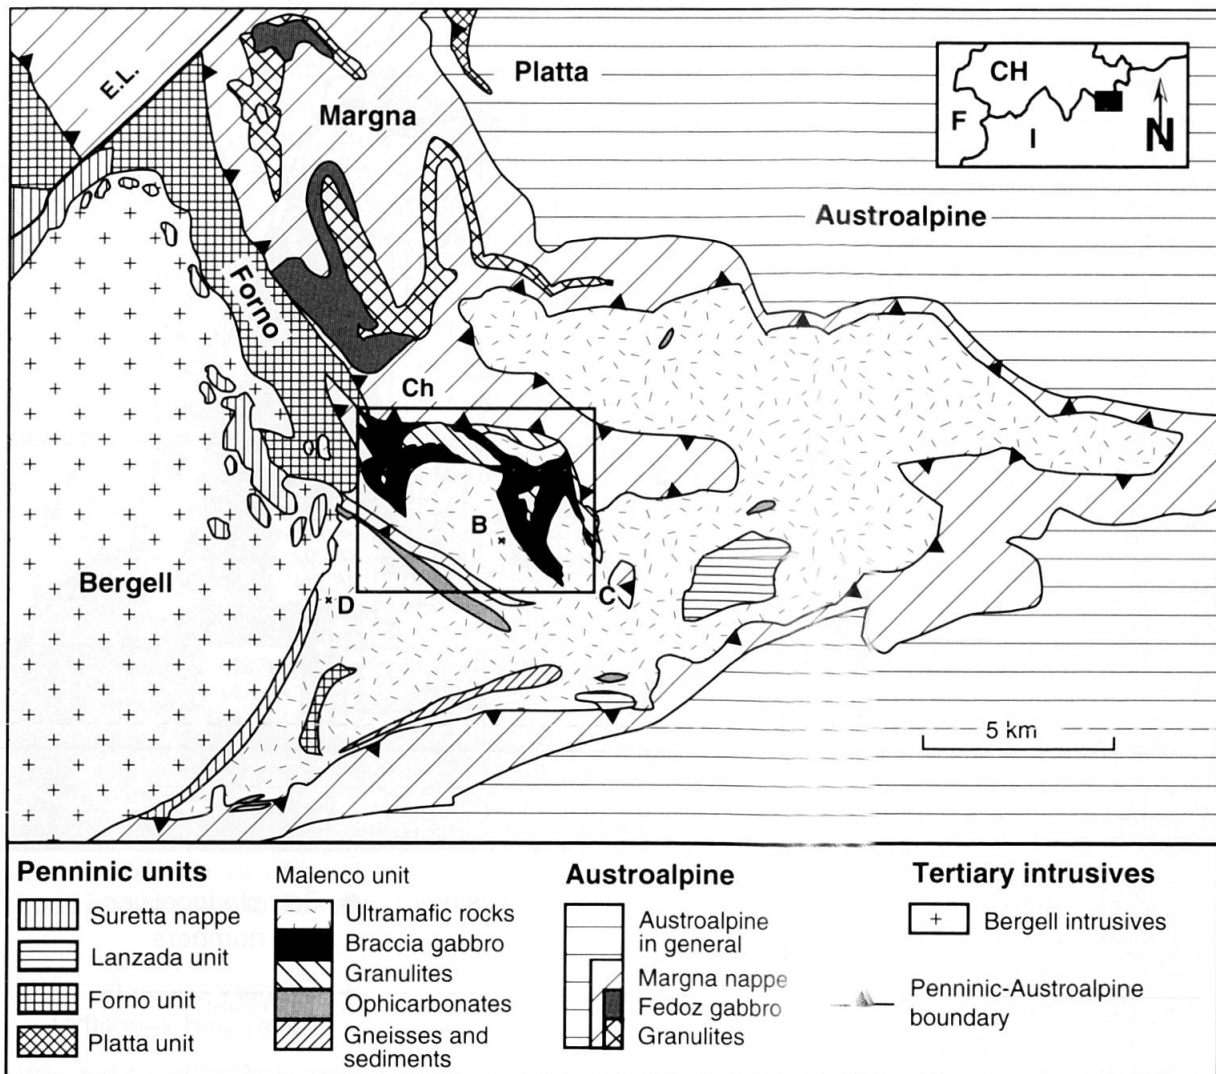 E.L.
Margna
Platta
CH
F
I
N
Austroalpine
Forno
Ch
B
Bergell
D
C
5 km
Penninic units
Suretta nappe
Lanzada unit
Forno unit
Platta unit
Malenco unit
Ultramafic rocks
Braccia gabbro
Granulites
Ophicarbonates
Gneisses and
sediments
Austroalpine
Austroalpine
in general
Margna nappe
Fedoz gabbro
Granulites
Tertiary intrusives
Bergell intrusives
Penninic-Austroalpine
boundary